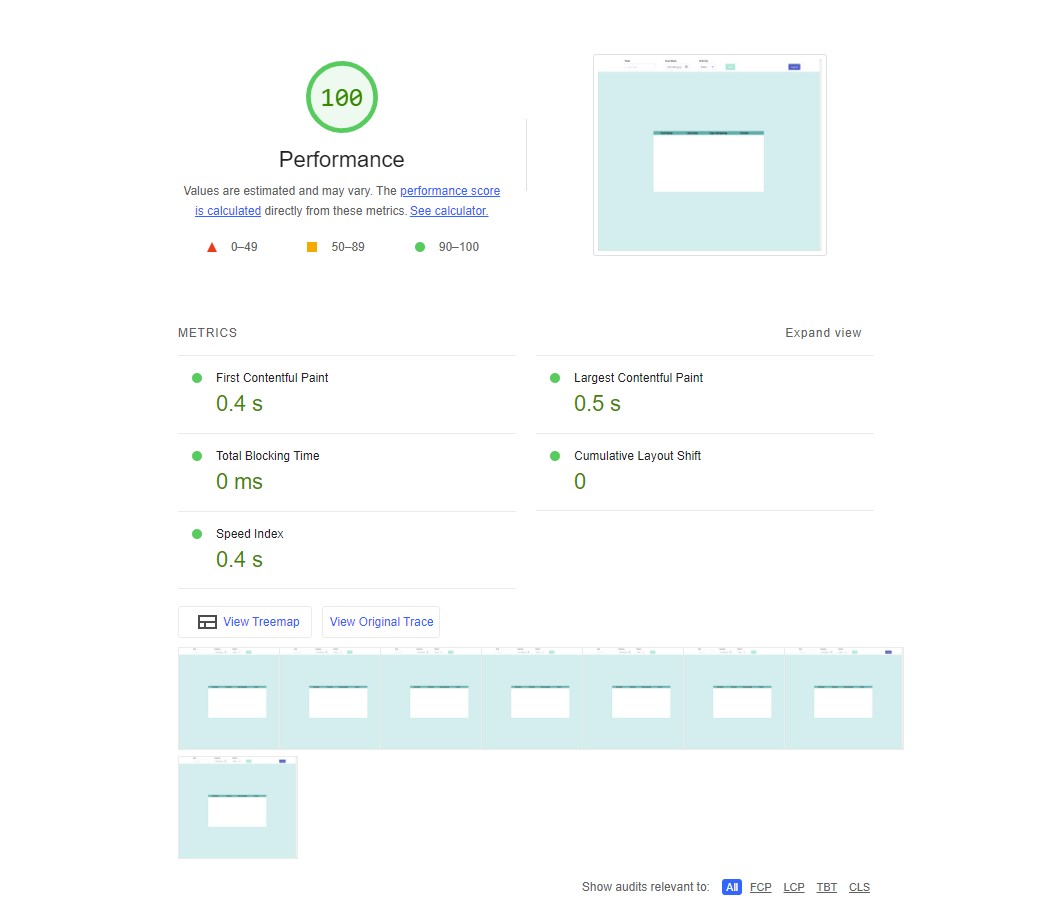 100
Performance
Values are estimated and may vary. The performance score
is calculated directly from these metrics. See calculator.
0–49
50–89
90–100
METRICS
Expand view
First Contentful Paint
0.4 s
Largest Contentful Paint
0.5 s
Total Blocking Time
0 ms
Cumulative Layout Shift
0
Speed Index
0.4 s
View Treemap
View Original Trace
Show audits relevant to: All FCP LCP TBT CLS